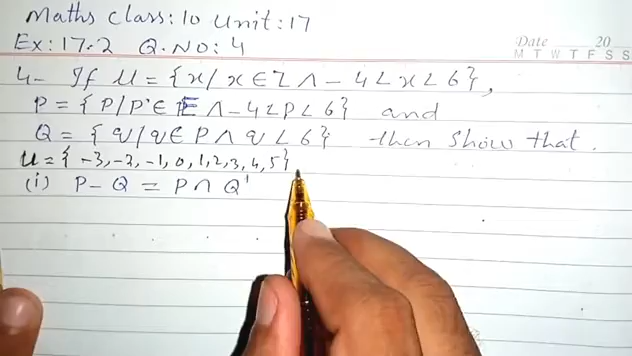 Maths Class: 10 Unit: 17
Ex: 17.2 Q.NO: 4
Date 20
M T W T F S S
4- If U = {x/x ∈ Z ∧ -4 < x < 6},
P = {P/P ∈ E ∧ -4 < P < 6} and
Q = {q/q ∈ P ∧ q < 6} then show that.
U = {-3, -2, -1, 0, 1, 2, 3, 4, 5}
(i) P - Q = P ∩ Q'